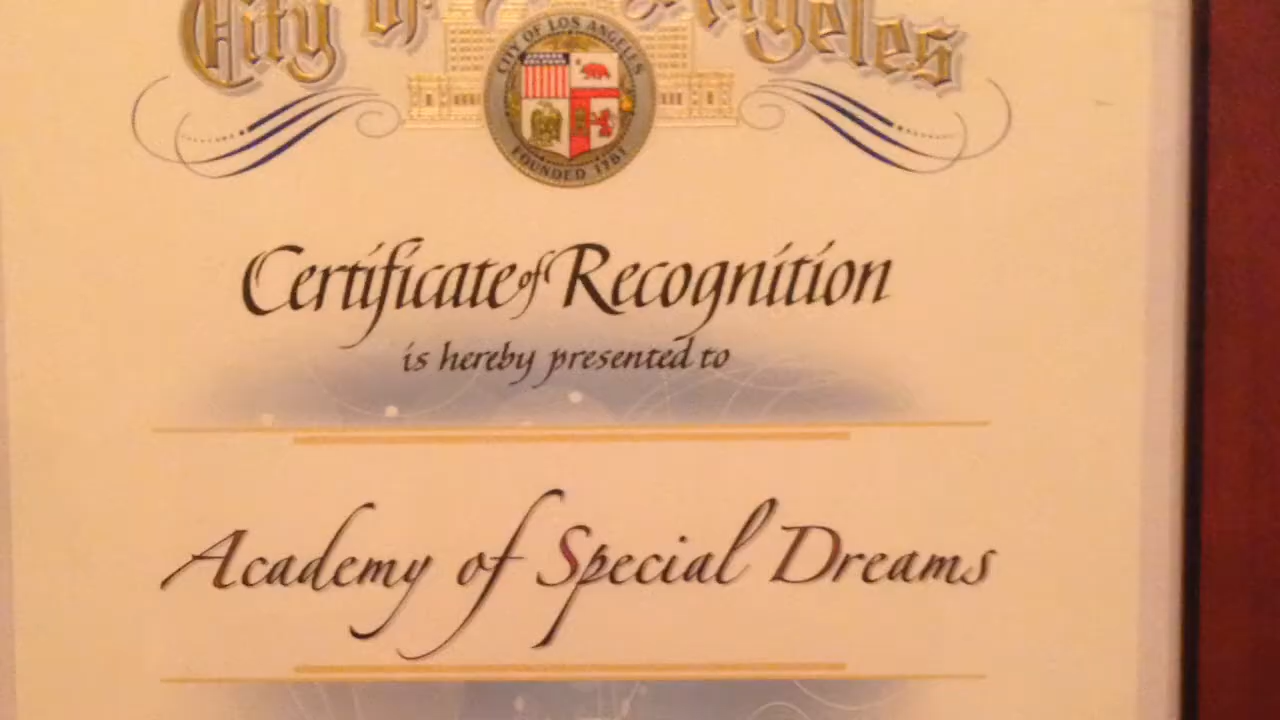 City of Angeles
CITY OF LOS ANGELES
FOUNDED 1781
Certificate of Recognition
is hereby presented to
Academy of Special Dreams